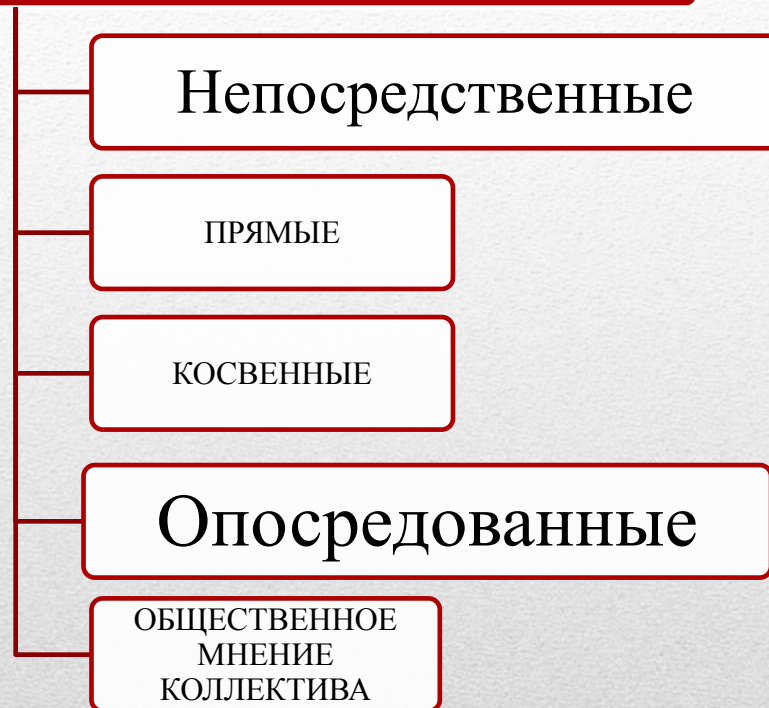 Непосредственные
ПРЯМЫЕ
КОСВЕННЫЕ
Опосредованные
ОБЩЕСТВЕННОЕ
МНЕНИЕ
КОЛЛЕКТИВА